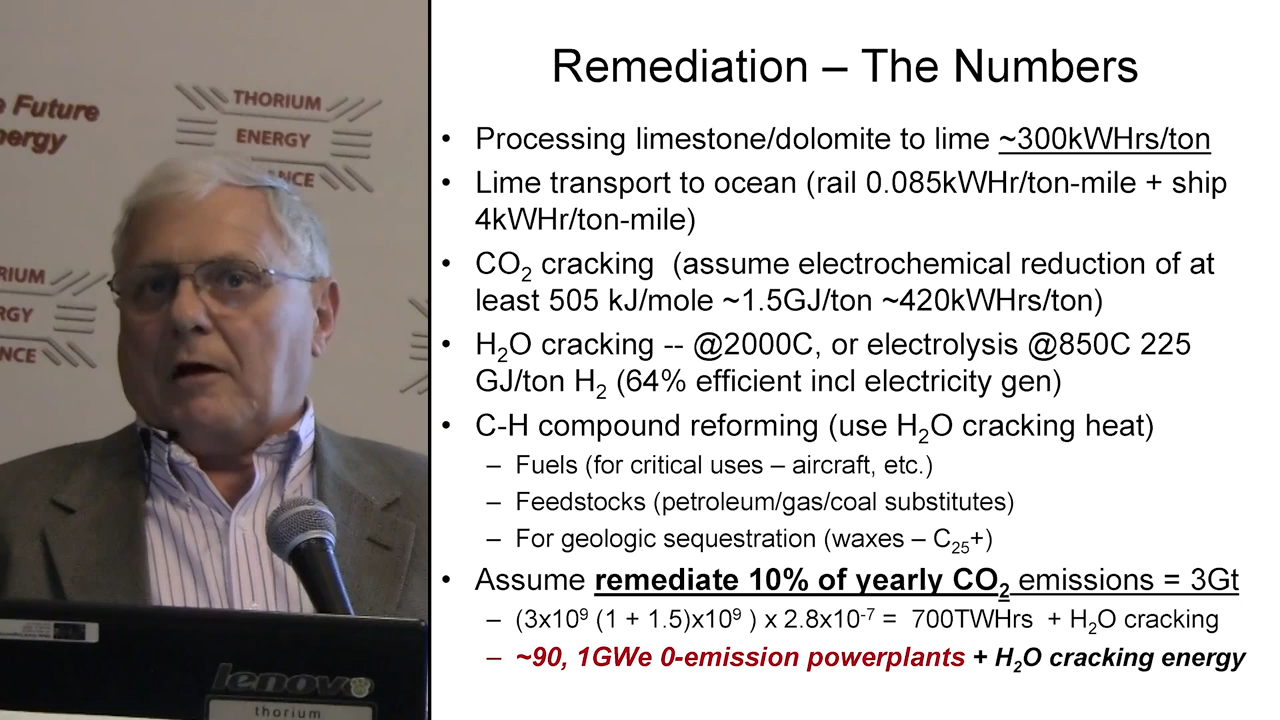 e Future
nergy
THORIUM
ENERGY
NCE
RIUM
RGY
NCE
lenovo
thorium
Remediation – The Numbers
• Processing limestone/dolomite to lime ~300kWHrs/ton
• Lime transport to ocean (rail 0.085kWHr/ton-mile + ship
4kWHr/ton-mile)
• CO₂ cracking (assume electrochemical reduction of at
least 505 kJ/mole ~1.5GJ/ton ~420kWHrs/ton)
• H₂O cracking -- @2000C, or electrolysis @850C 225
GJ/ton H₂ (64% efficient incl electricity gen)
• C-H compound reforming (use H₂O cracking heat)
– Fuels (for critical uses – aircraft, etc.)
– Feedstocks (petroleum/gas/coal substitutes)
– For geologic sequestration (waxes – C₂₅+)
• Assume remediate 10% of yearly CO₂ emissions = 3Gt
– (3x10⁹ (1 + 1.5)x10⁹ ) x 2.8x10⁻⁷ = 700TWHrs + H₂O cracking
– ~90, 1GWe 0-emission powerplants + H₂O cracking energy